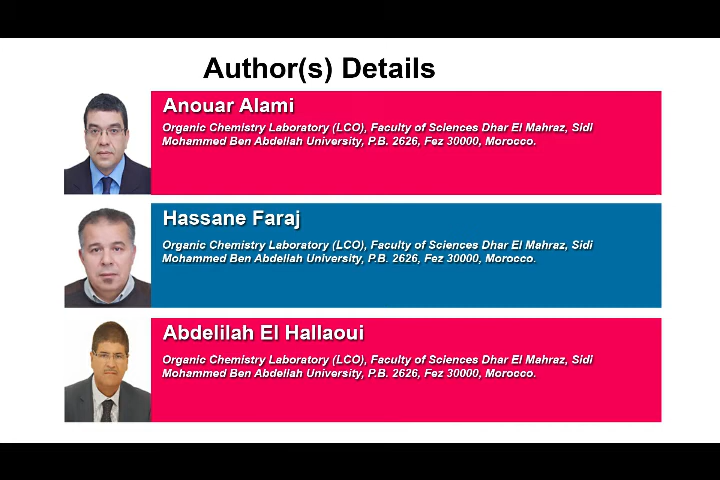 Author(s) Details
Anouar Alami
Organic Chemistry Laboratory (LCO), Faculty of Sciences Dhar El Mahraz, Sidi
Mohammed Ben Abdellah University, P.B. 2626, Fez 30000, Morocco.
Hassane Faraj
Organic Chemistry Laboratory (LCO), Faculty of Sciences Dhar El Mahraz, Sidi
Mohammed Ben Abdellah University, P.B. 2626, Fez 30000, Morocco.
Abdelilah El Hallaoui
Organic Chemistry Laboratory (LCO), Faculty of Sciences Dhar El Mahraz, Sidi
Mohammed Ben Abdellah University, P.B. 2626, Fez 30000, Morocco.